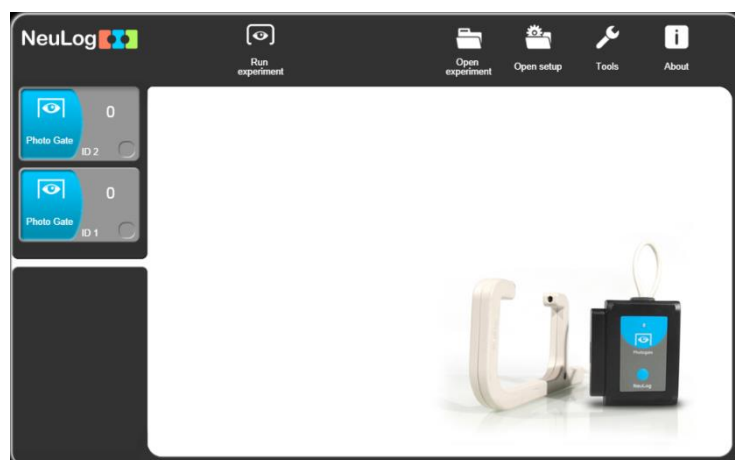 NeuLog
Run
experiment
Open
experiment
Open setup
Tools
i
About
0
Photo Gate
ID 2
0
Photo Gate
ID 1
Photogate
NeuLog